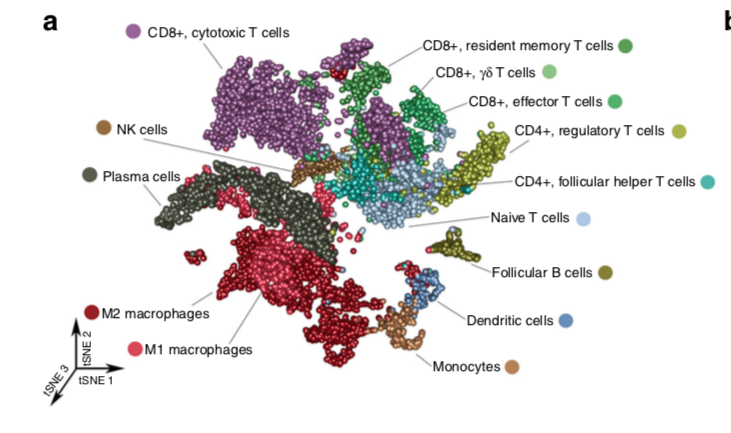 a
b
CD8+, cytotoxic T cells
CD8+, resident memory T cells
CD8+, γδ T cells
CD8+, effector T cells
NK cells
CD4+, regulatory T cells
Plasma cells
CD4+, follicular helper T cells
Naive T cells
Follicular B cells
M2 macrophages
Dendritic cells
M1 macrophages
Monocytes
tSNE 2
tSNE 3
tSNE 1